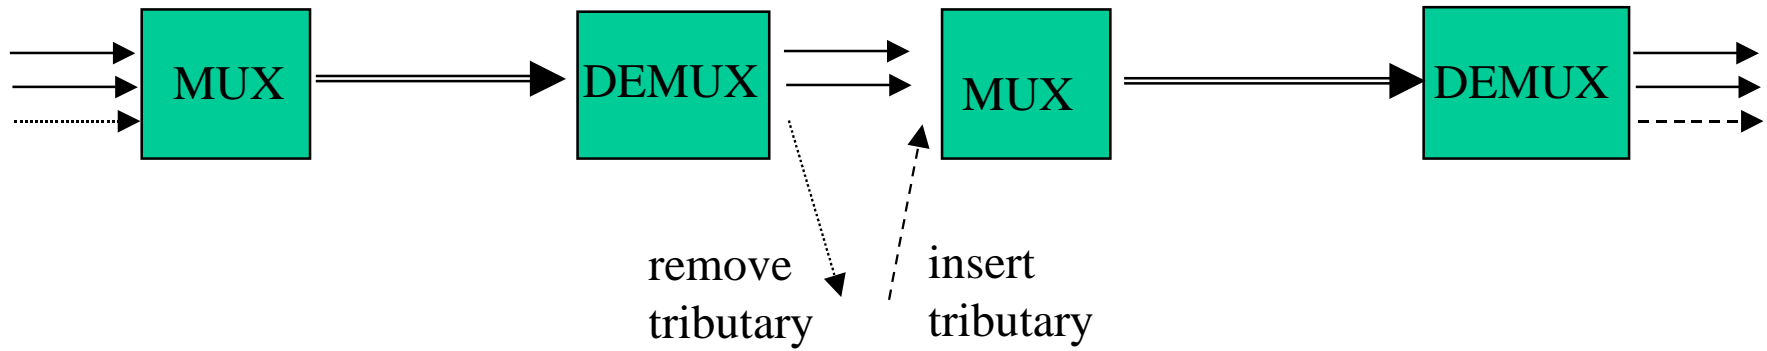 MUX
DEMUX
MUX
DEMUX
remove
tributary
insert
tributary